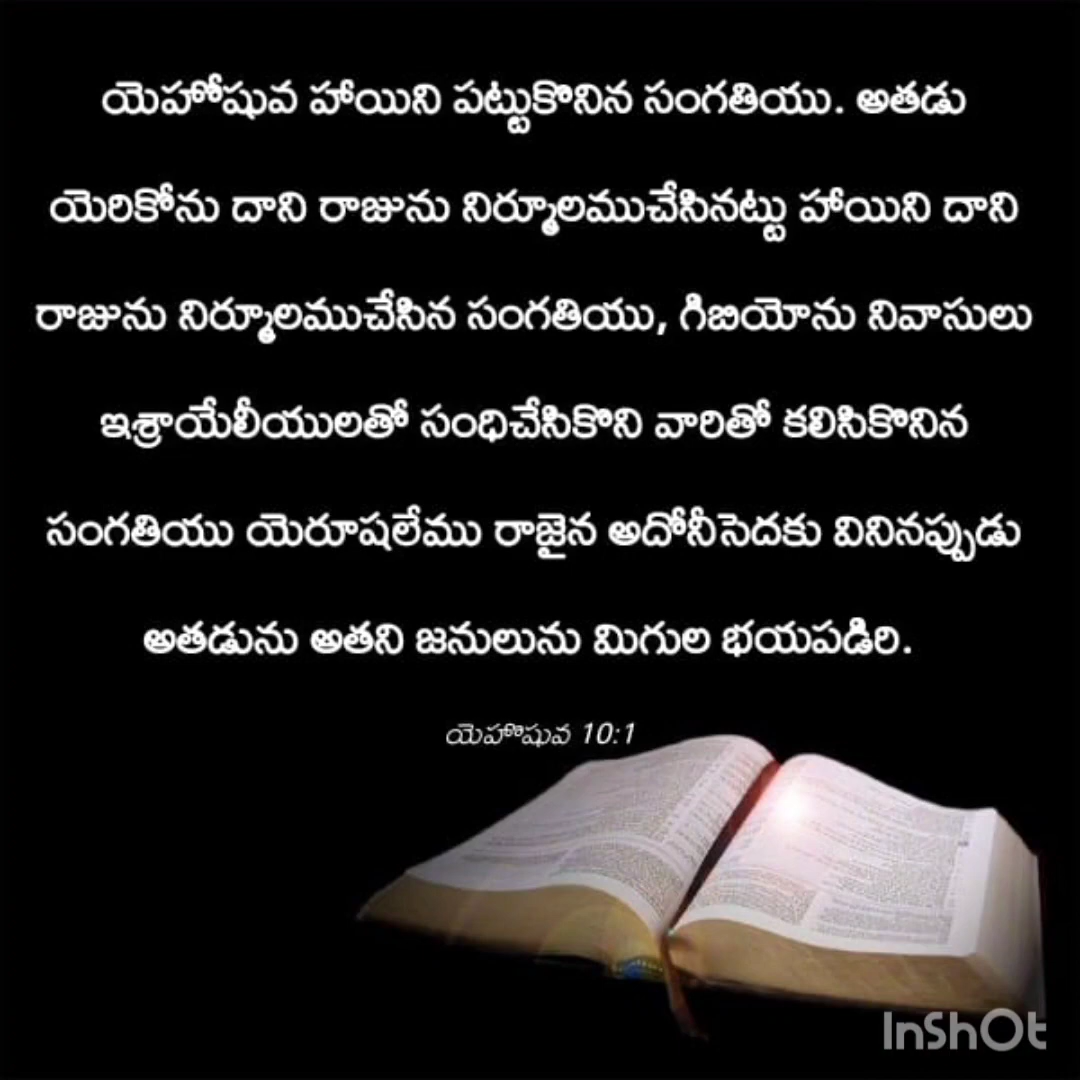 యెహోషువ హాయిని పట్టుకొనిన సంగతియు. అతడు
యెరికోను దాని రాజును నిర్మూలముచేసినట్టు హాయిని దాని
రాజును నిర్మూలముచేసిన సంగతియు, గిబియోను నివాసులు
ఇశ్రాయేలీయులతో సంధిచేసికొని వారితో కలిసికొనిన
సంగతియు యెరూషలేము రాజైన అదోనీసెదకు వినినప్పుడు
అతడును అతని జనులును మిగుల భయపడిరి.
యెహొషువ 10:1
InShOt